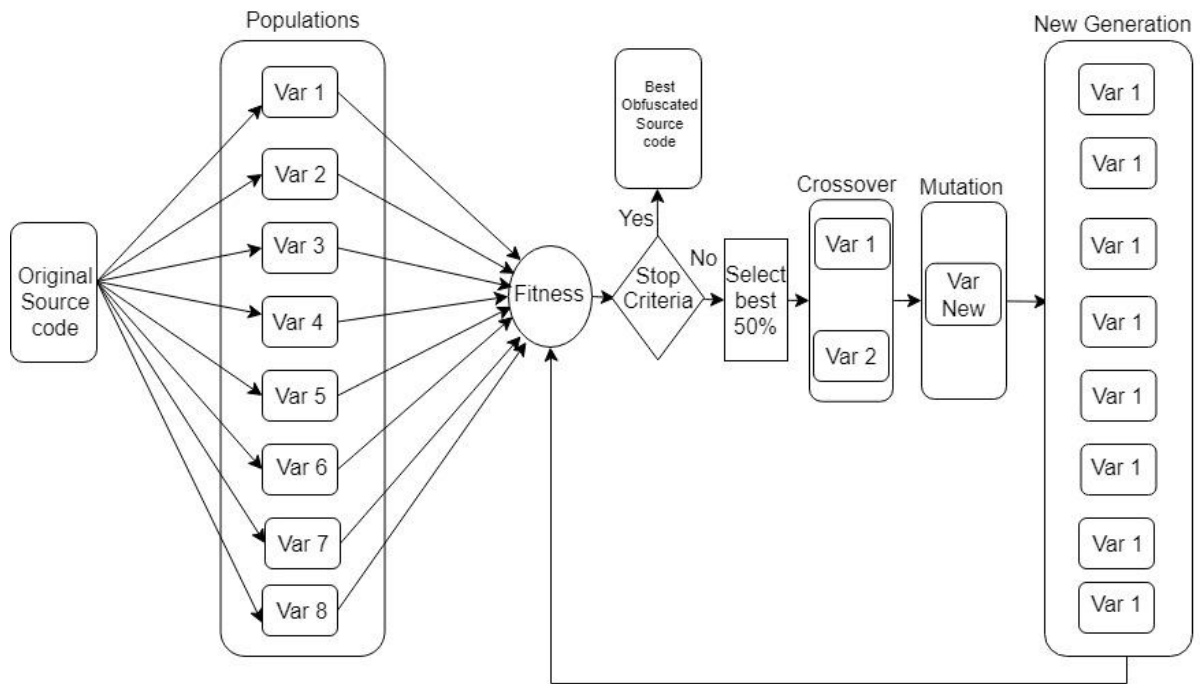 Populations
New Generation
Var 1
Var 2
Var 3
Var 4
Var 5
Var 6
Var 7
Var 8
Original
Source
code
Fitness
Best
Obfuscated
Source
code
Yes
Stop
Criteria
No
Select
best
50%
Crossover
Var 1
Var 2
Mutation
Var
New
Var 1
Var 1
Var 1
Var 1
Var 1
Var 1
Var 1
Var 1